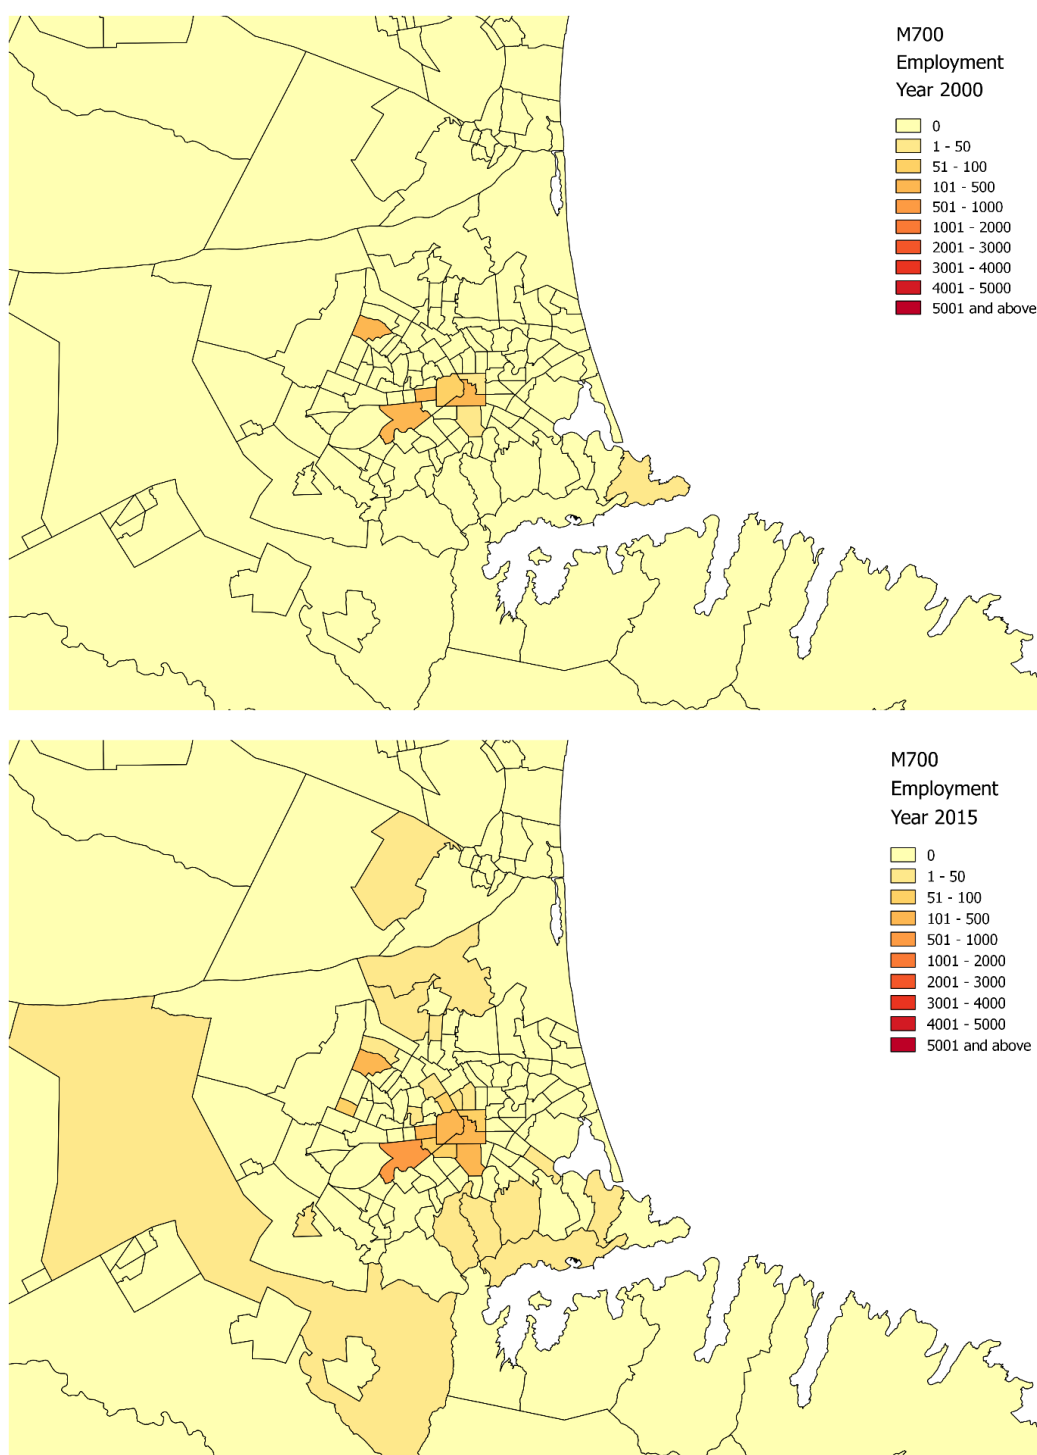 M700
Employment
Year 2000
0
1 - 50
51 - 100
101 - 500
501 - 1000
1001 - 2000
2001 - 3000
3001 - 4000
4001 - 5000
5001 and above
M700
Employment
Year 2015
0
1 - 50
51 - 100
101 - 500
501 - 1000
1001 - 2000
2001 - 3000
3001 - 4000
4001 - 5000
5001 and above